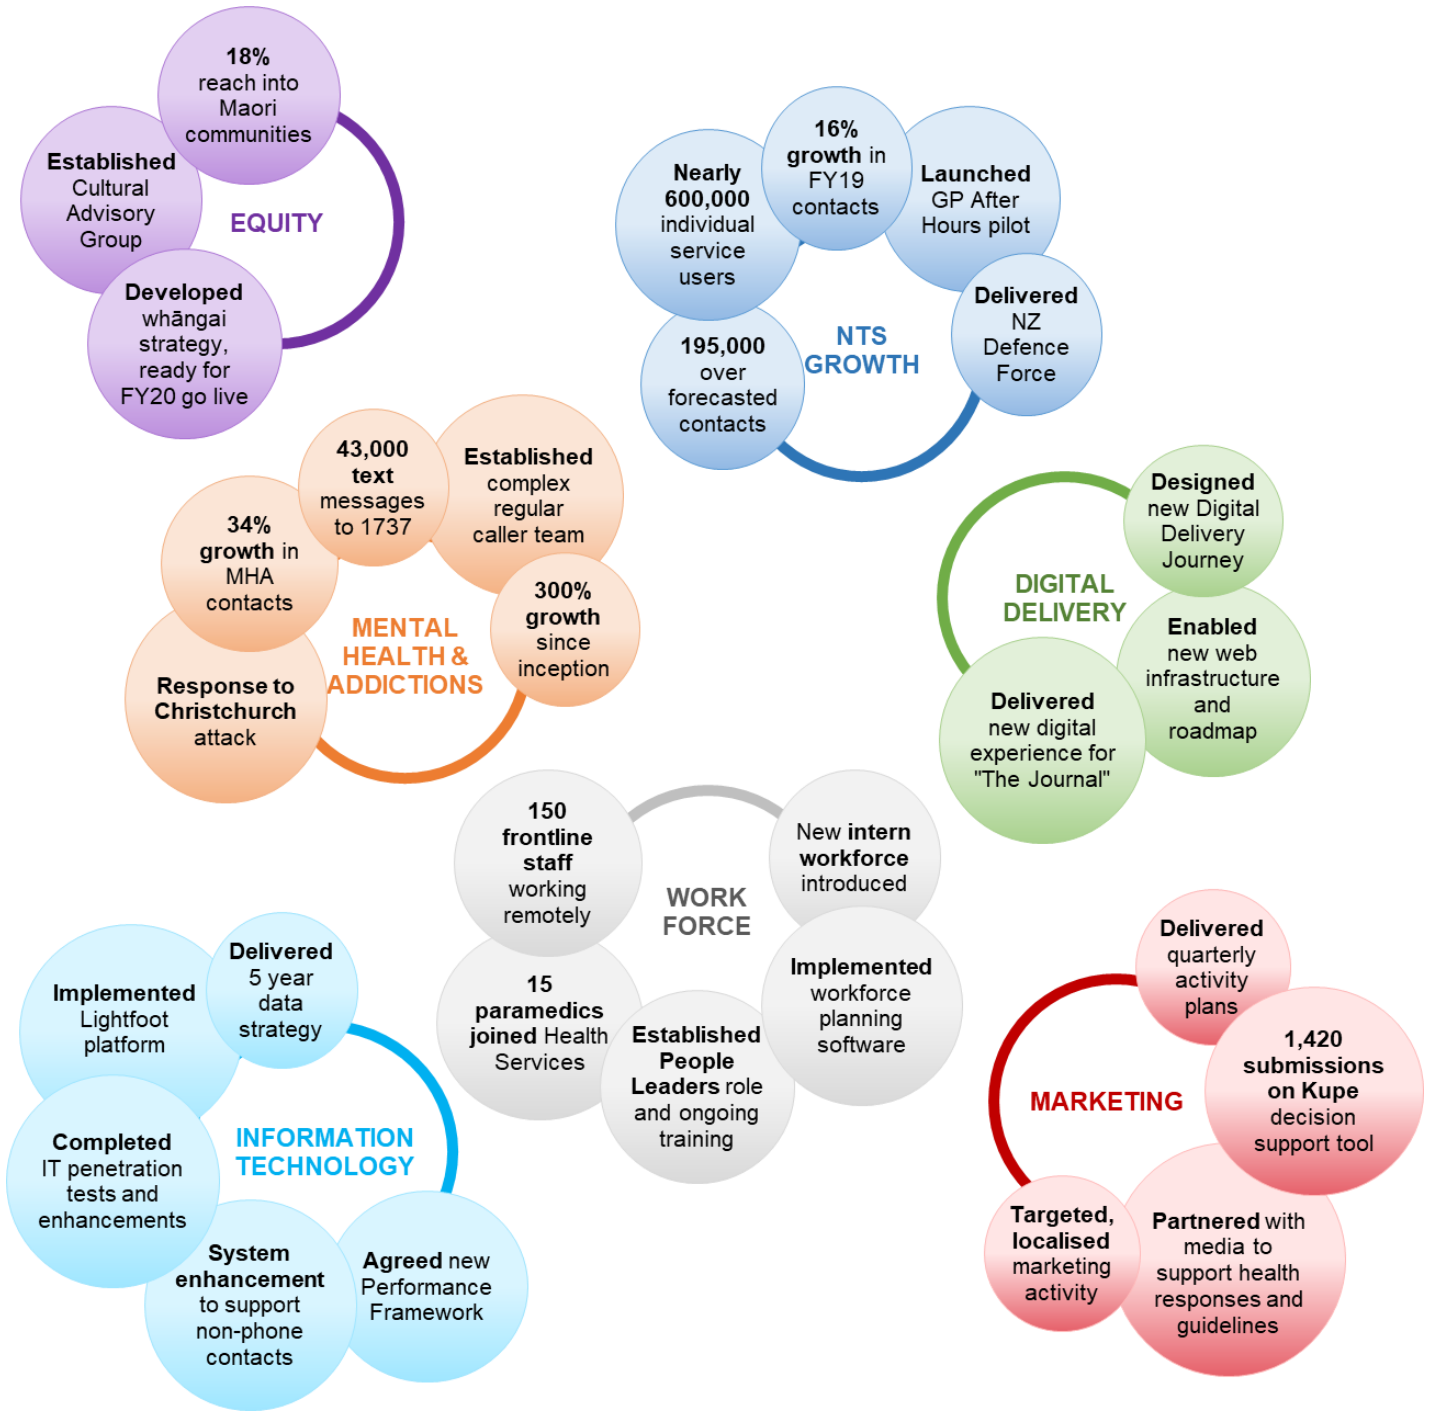 18%
reach into
Maori
communities
Established
Cultural
Advisory
Group
EQUITY
Developed
whāngai
strategy,
ready for
FY20 go live
Nearly
600,000
individual
service
users
16%
growth in
FY19
contacts
Launched
GP After
Hours pilot
Delivered
NZ
Defence
Force
195,000
over
forecasted
contacts
NTS
GROWTH
43,000
text
messages
to 1737
Established
complex
regular
caller team
34%
growth in
MHA
contacts
300%
growth
since
inception
MENTAL
HEALTH &
ADDICTIONS
Response to
Christchurch
attack
Designed
new Digital
Delivery
Journey
DIGITAL
DELIVERY
Enabled
new web
infrastructure
and
roadmap
Delivered
new digital
experience for
"The Journal"
150
frontline
staff
working
remotely
New intern
workforce
introduced
WORK
FORCE
15
paramedics
joined Health
Services
Established
People
Leaders role
and ongoing
training
Implemented
workforce
planning
software
Implemented
Lightfoot
platform
Delivered
5 year
data
strategy
INFORMATION
TECHNOLOGY
Completed
IT penetration
tests and
enhancements
System
enhancement
to support
non-phone
contacts
Agreed new
Performance
Framework
Delivered
quarterly
activity
plans
1,420
submissions
on Kupe
decision
support tool
MARKETING
Targeted,
localised
marketing
activity
Partnered with
media to
support health
responses and
guidelines